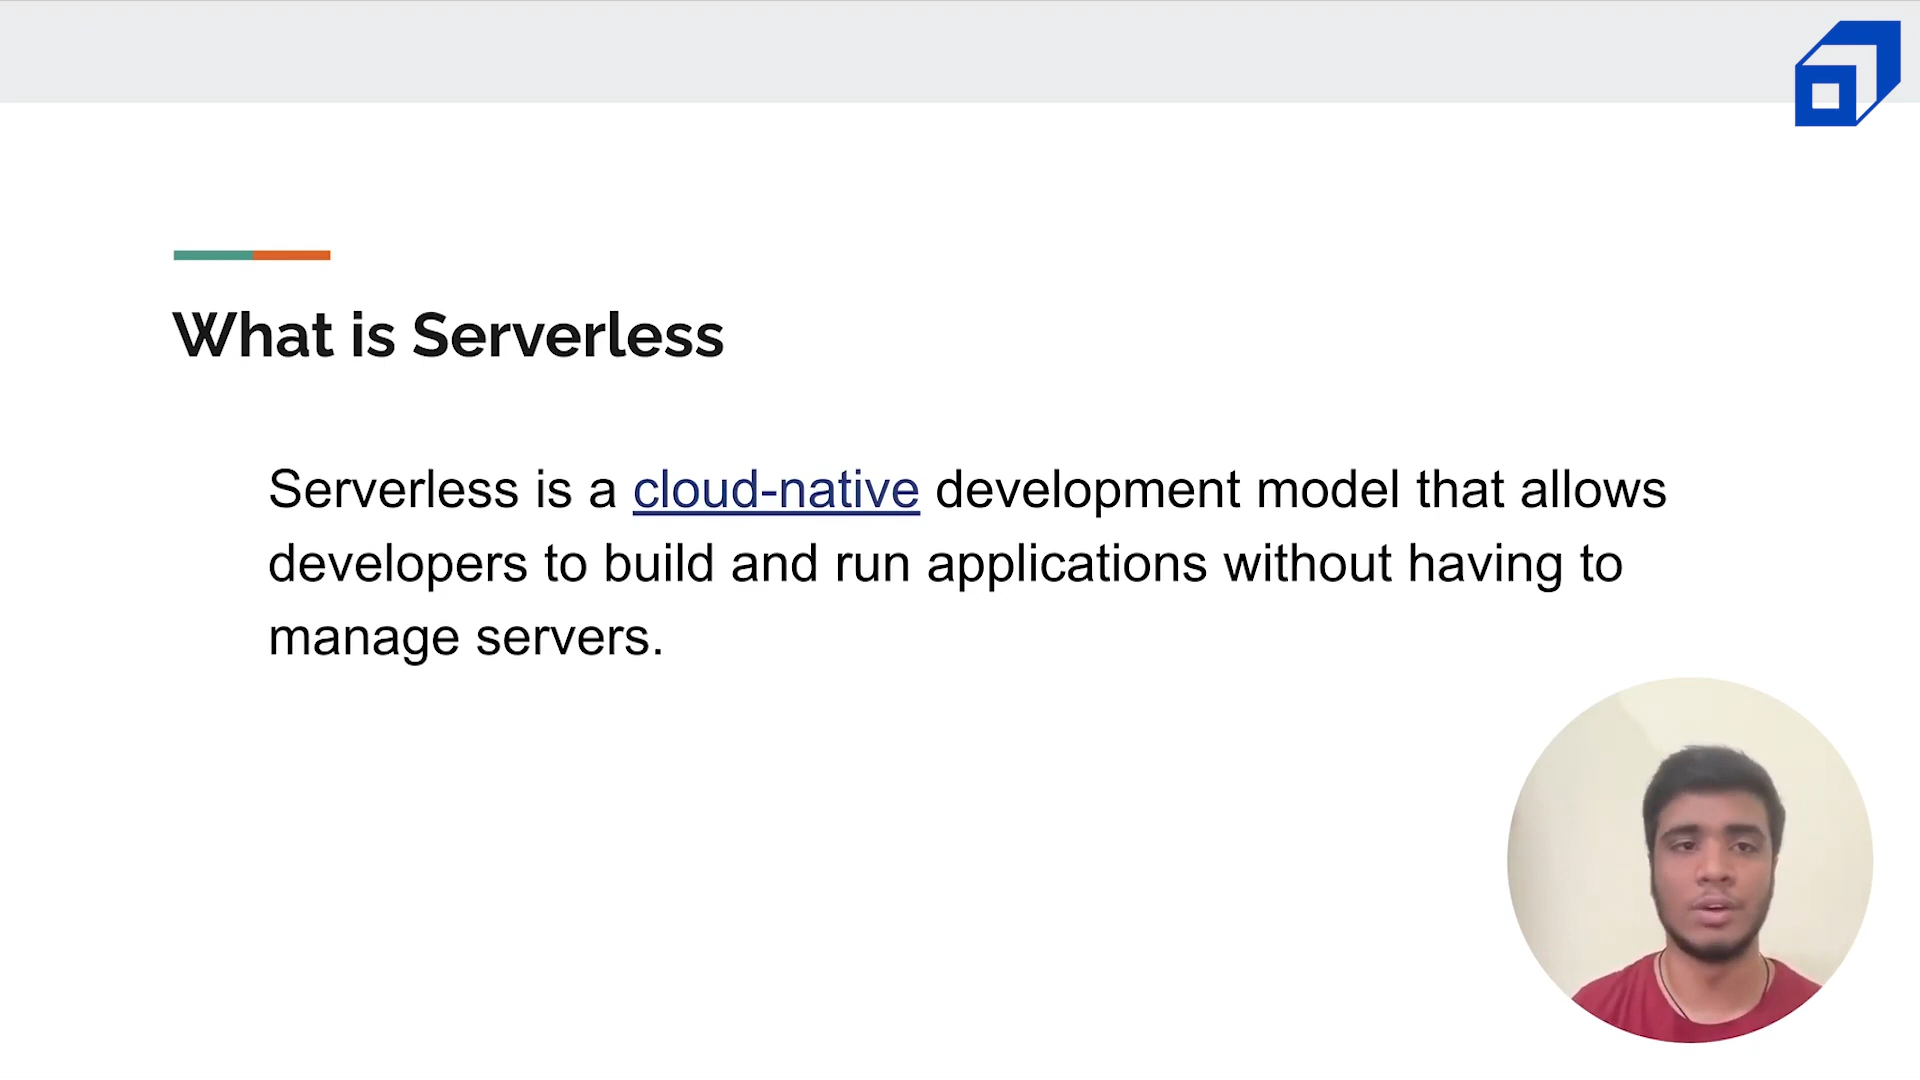 What is Serverless
Serverless is a cloud-native development model that allows
developers to build and run applications without having to
manage servers.